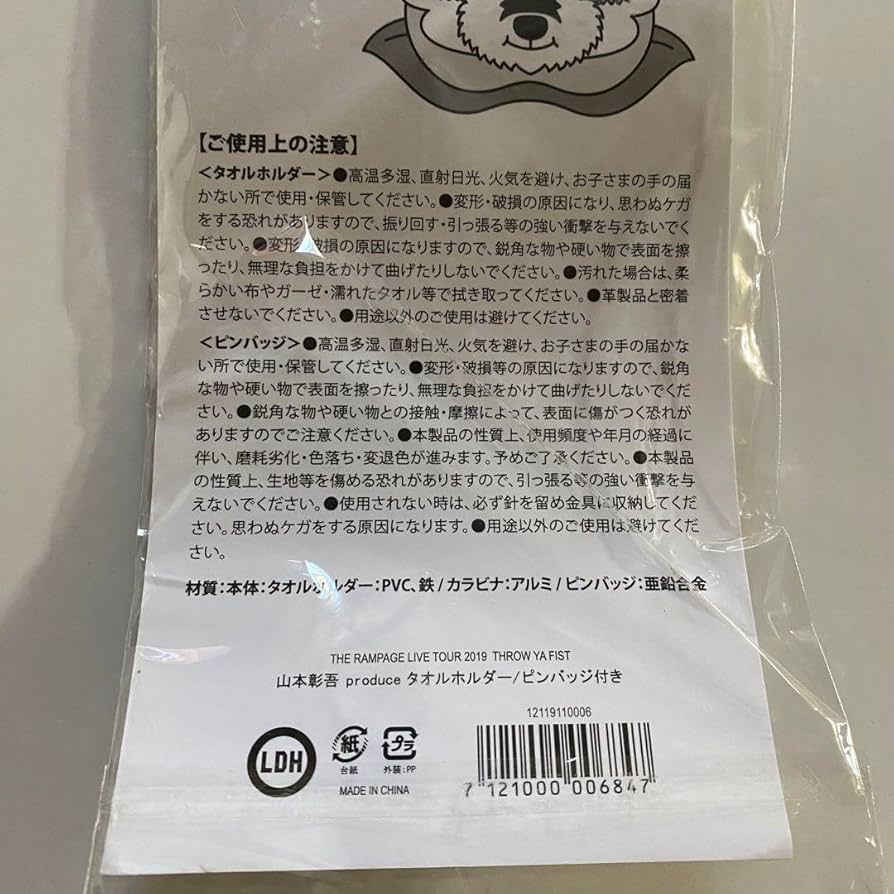 【ご使用上の注意】
<タオルホルダー>●高温多湿、直射日光、火気を避け、お子さまの手の届
かない所で使用・保管してください。●変形・破損の原因になり、思わぬケガ
をする恐れがありますので、振り回す・引っ張る等の強い衝撃を与えないでく
ださい。●変形・破損の原因になりますので、鋭角な物や硬い物で表面を擦
ったり、無理な負担をかけて曲げたりしないでください。●汚れた場合は、柔
らかい布やガーゼ・濡れたタオル等で拭き取ってください。●革製品と密着
させないでください。●用途以外のご使用は避けてください。
<ピンバッジ>●高温多湿、直射日光、火気を避け、お子さまの手の届かな
い所で使用・保管してください。●変形・破損等の原因になりますので、鋭角
な物や硬い物で表面を擦ったり、無理な負担をかけて曲げたりしないでくだ
さい。●鋭角な物や硬い物との接触・摩擦によって、表面に傷がつく恐れが
ありますのでご注意ください。●本製品の性質上、使用頻度や年月の経過に
伴い、磨耗劣化・色落ち・変退色が進みます。予めご了承ください。●本製品
の性質上、生地等を傷める恐れがありますので、引っ張る等の強い衝撃を与
えないでください。●使用されない時は、必ず針を留め金具に収納してくだ
さい。思わぬケガをする原因になります。●用途以外のご使用は避けてくだ
さい。
材質:本体:タオルホルダー:PVC、鉄/カラビナ:アルミ/ピンバッジ:亜鉛合金
THE RAMPAGE LIVE TOUR 2019 THROW YA FIST
山本彰吾 produce タオルホルダー/ピンバッジ付き
12119110006
LDH
紙
台紙
プラ
外装:PP
MADE IN CHINA
7 121000 006847